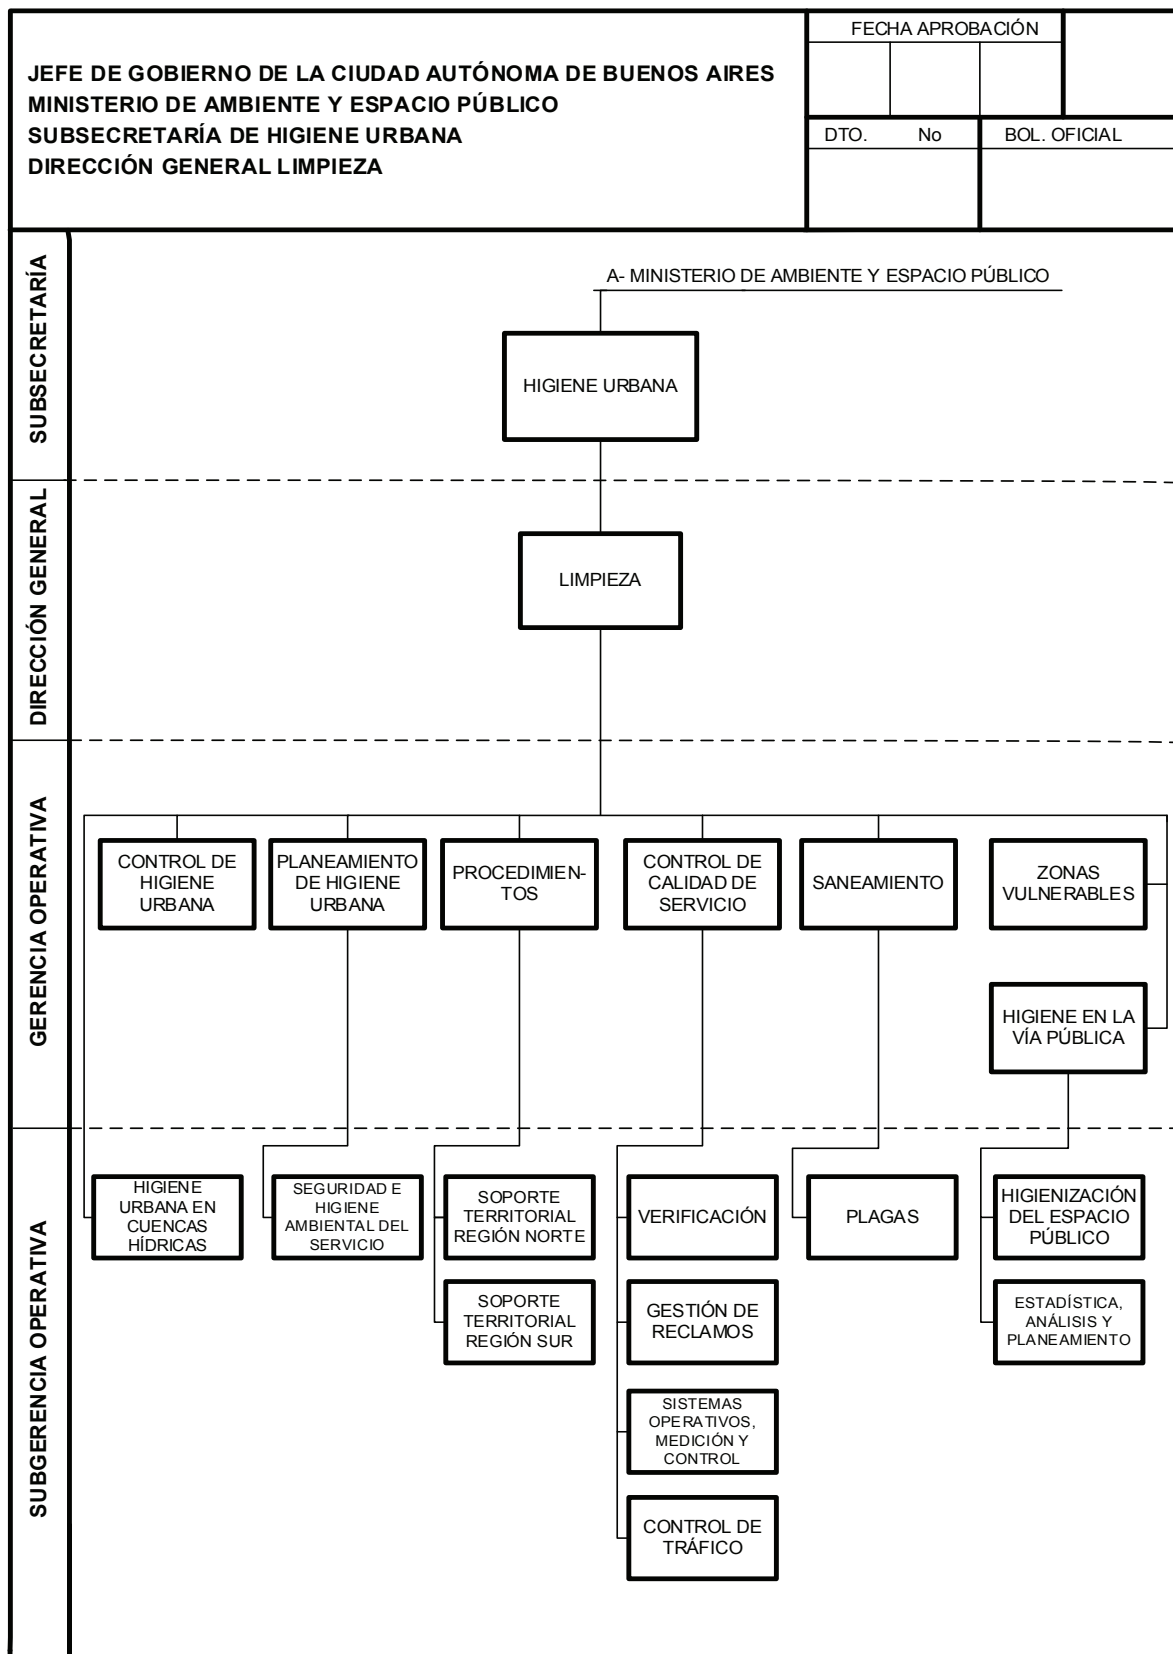 JEFE DE GOBIERNO DE LA CIUDAD AUTÓNOMA DE BUENOS AIRES
MINISTERIO DE AMBIENTE Y ESPACIO PÚBLICO
SUBSECRETARÍA DE HIGIENE URBANA
DIRECCIÓN GENERAL LIMPIEZA
FECHA APROBACIÓN
DTO. No
BOL. OFICIAL
SUBSECRETARÍA
A- MINISTERIO DE AMBIENTE Y ESPACIO PÚBLICO
HIGIENE URBANA
DIRECCIÓN GENERAL
LIMPIEZA
GERENCIA OPERATIVA
CONTROL DE
HIGIENE
URBANA
PLANEAMIENTO
DE HIGIENE
URBANA
PROCEDIMIEN-
TOS
CONTROL DE
CALIDAD DE
SERVICIO
SANEAMIENTO
ZONAS
VULNERABLES
HIGIENE EN LA
VÍA PÚBLICA
SUBGERENCIA OPERATIVA
HIGIENE
URBANA EN
CUENCAS
HÍDRICAS
SEGURIDAD E
HIGIENE
AMBIENTAL DEL
SERVICIO
SOPORTE
TERRITORIAL
REGIÓN NORTE
VERIFICACIÓN
PLAGAS
HIGIENIZACIÓN
DEL ESPACIO
PÚBLICO
SOPORTE
TERRITORIAL
REGIÓN SUR
GESTIÓN DE
RECLAMOS
ESTADÍSTICA,
ANÁLISIS Y
PLANEAMIENTO
SISTEMAS
OPERATIVOS,
MEDICIÓN Y
CONTROL
CONTROL DE
TRÁFICO